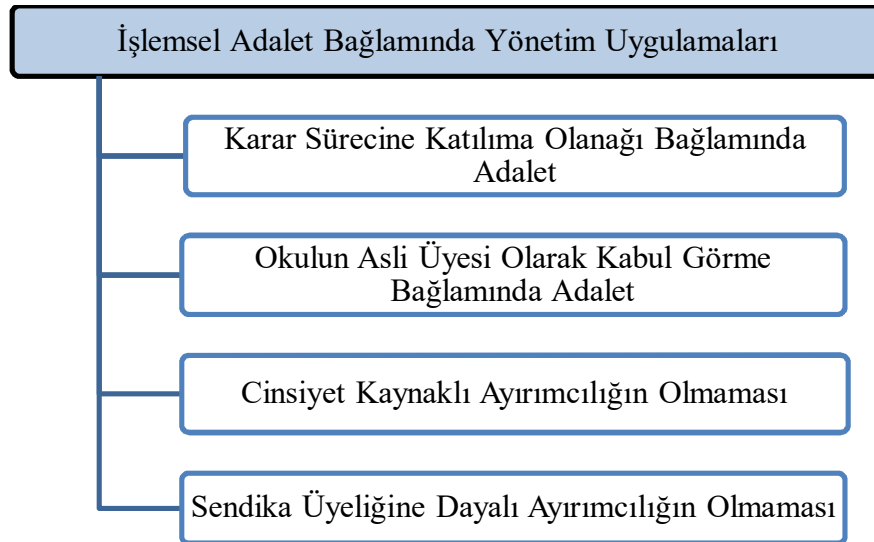 İşlemsel Adalet Bağlamında Yönetim Uygulamaları
Karar Sürecine Katılıma Olanağı Bağlamında
Adalet
Okulun Asli Üyesi Olarak Kabul Görme
Bağlamında Adalet
Cinsiyet Kaynaklı Ayırımcılığın Olmaması
Sendika Üyeliğine Dayalı Ayırımcılığın Olmaması